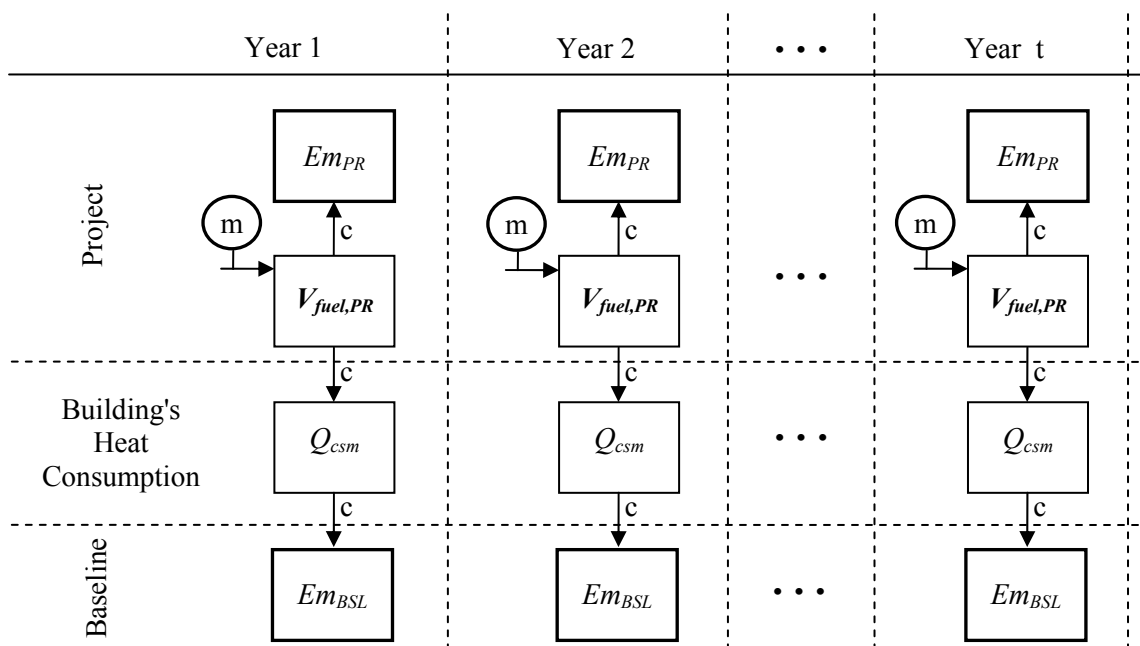 Year 1 Year 2 • • • Year t
Project
Em_PR Em_PR Em_PR
m m m
c c c
V_fuel,PR V_fuel,PR • • • V_fuel,PR
c c c
Building's
Heat
Consumption
Q_csm Q_csm • • • Q_csm
c c c
Baseline
Em_BSL Em_BSL • • • Em_BSL